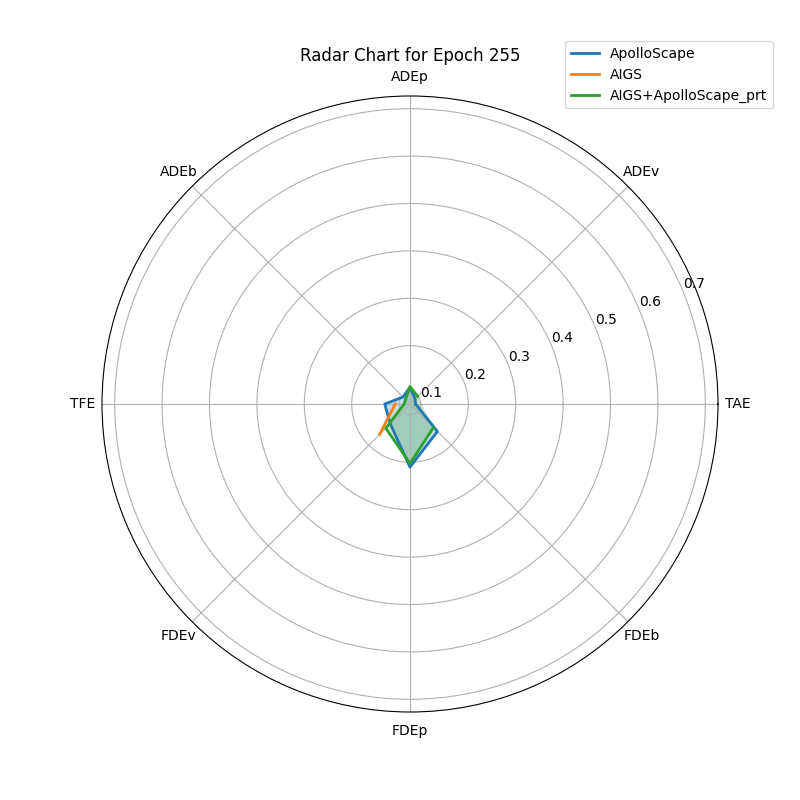 Radar Chart for Epoch 255
ApolloScape
AIGS
AIGS+ApolloScape_prt
ADEp
ADEb
ADEv
0.7
0.6
0.5
0.4
0.3
0.2
0.1
TFE
TAE
FDEv
FDEb
FDEp